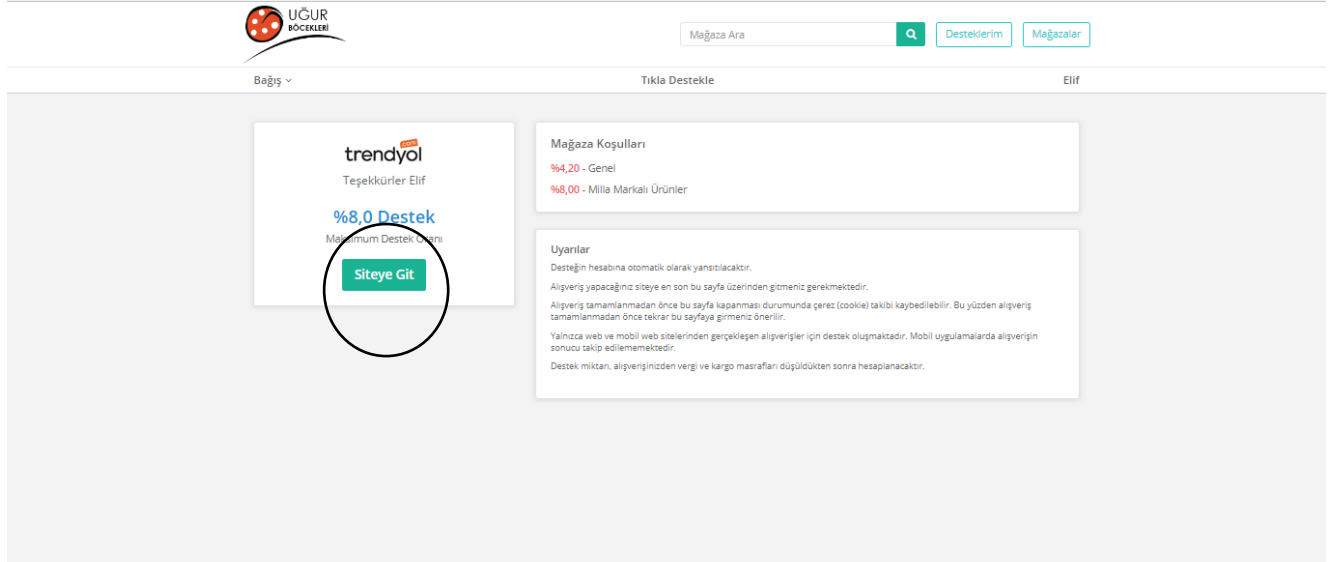 UĞUR
BÖCEKLERİ
Mağaza Ara
Desteklerim
Mağazalar
Bağış
Tıkla Destekle
Elif
trendyol
com
Teşekkürler Elif
%8,0 Destek
Maksimum Destek Oranı
Siteye Git
Mağaza Koşulları
%4,20 - Genel
%8,00 - Milla Markalı Ürünler
Uyarılar
Desteğin hesabına otomatik olarak yansıtılacaktır.
Alışveriş yapacağınız siteye en son bu sayfa üzerinden gitmeniz gerekmektedir.
Alışveriş tamamlanmadan önce bu sayfa kapanması durumunda çerez (cookie) takibi kaybedilebilir. Bu yüzden alışveriş
tamamlanmadan önce tekrar bu sayfaya girmeniz önerilir.
Yalnızca web ve mobil web sitelerinden gerçekleşen alışverişler için destek oluşmaktadır. Mobil uygulamalarda alışverişin
sonucu takip edilememektedir.
Destek miktarı, alışverişinizden vergi ve kargo masrafları düşüldükten sonra hesaplanacaktır.